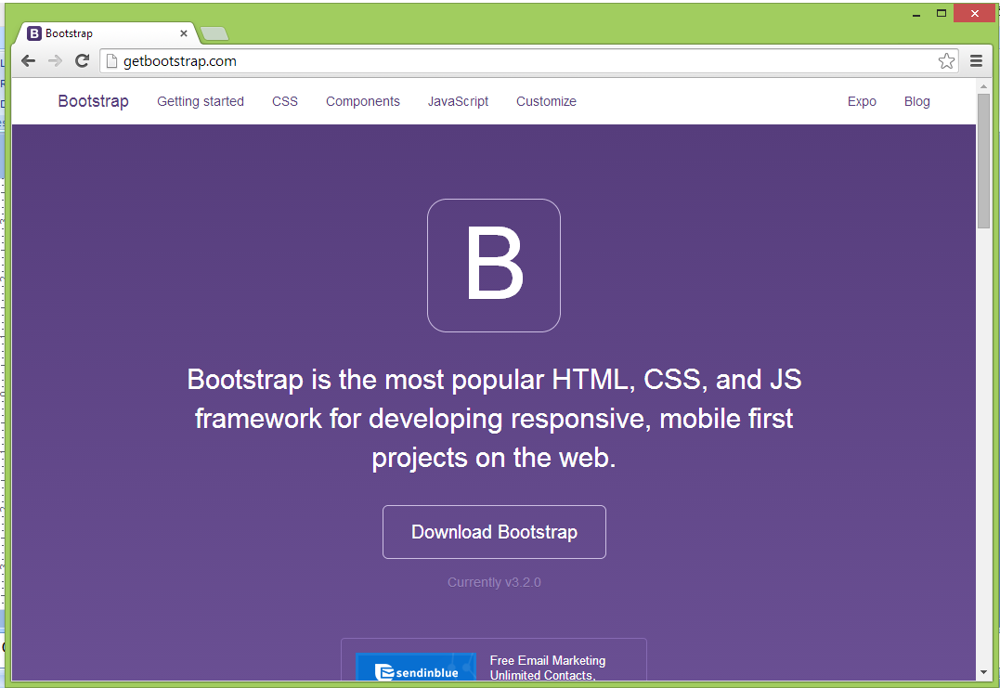 Bootstrap
getbootstrap.com
Bootstrap Getting started CSS Components JavaScript Customize Expo Blog
B
Bootstrap is the most popular HTML, CSS, and JS
framework for developing responsive, mobile first
projects on the web.
Download Bootstrap
Currently v3.2.0
sendinblue
Free Email Marketing
Unlimited Contacts,